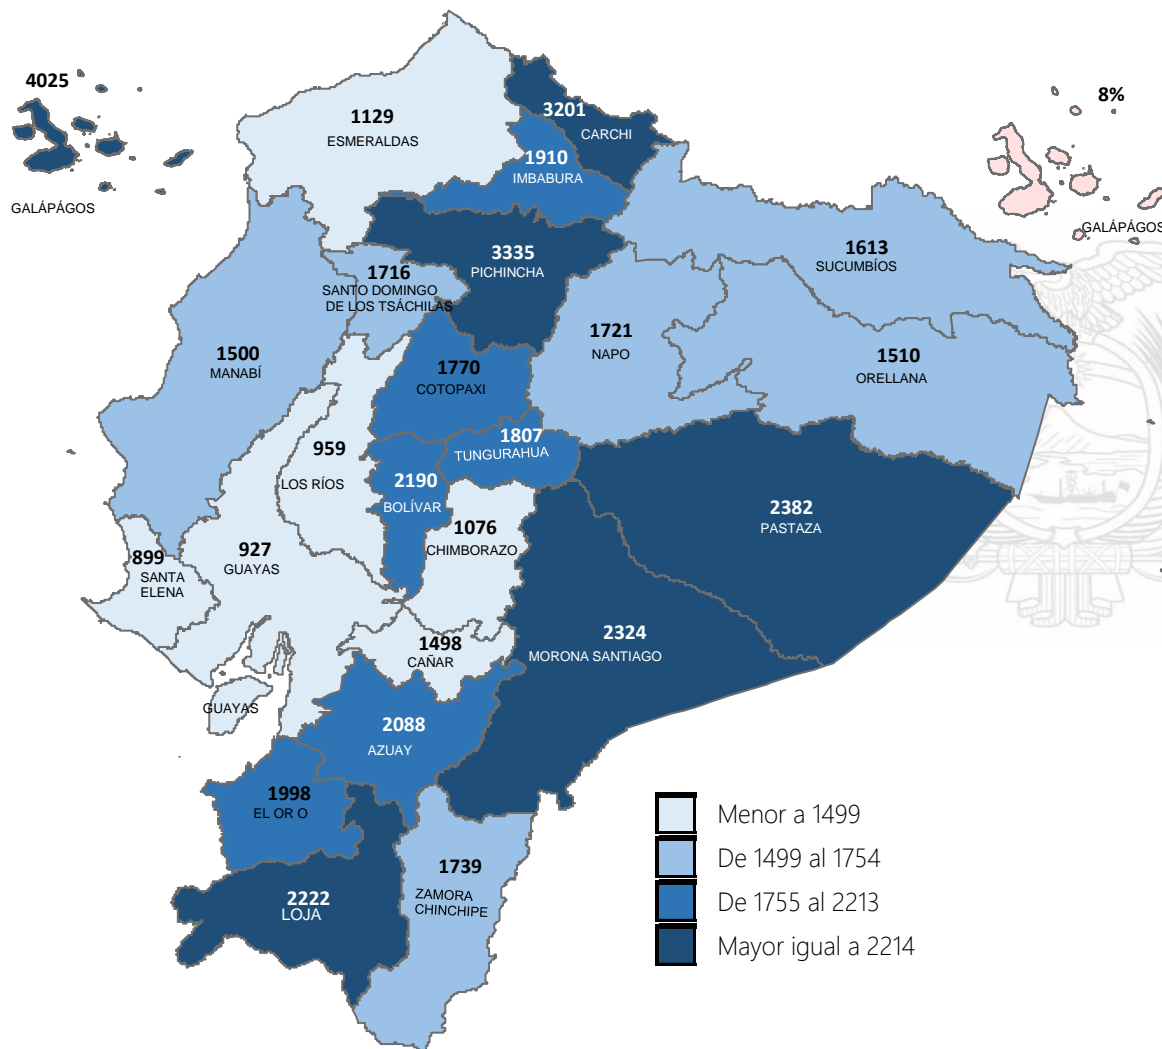 4025
GALÁPÁGOS
8%
GALÁPÁGOS
1129
ESMERALDAS
3201
CARCHI
1910
IMBABURA
3335
PICHINCHA
1613
SUCUMBÍOS
1716
SANTO DOMINGO
DE LOS TSÁCHILAS
1721
NAPO
1500
MANABÍ
1770
COTOPAXI
1510
ORELLANA
1807
TUNGURAHUA
959
LOS RÍOS
2190
BOLÍVAR
2382
PASTAZA
1076
CHIMBORAZO
927
GUAYAS
899
SANTA
ELENA
2324
MORONA SANTIAGO
1498
CAÑAR
GUAYAS
2088
AZUAY
1998
EL OR O
1739
ZAMORA
CHINCHIPE
2222
LOJA
Menor a 1499
De 1499 al 1754
De 1755 al 2213
Mayor igual a 2214